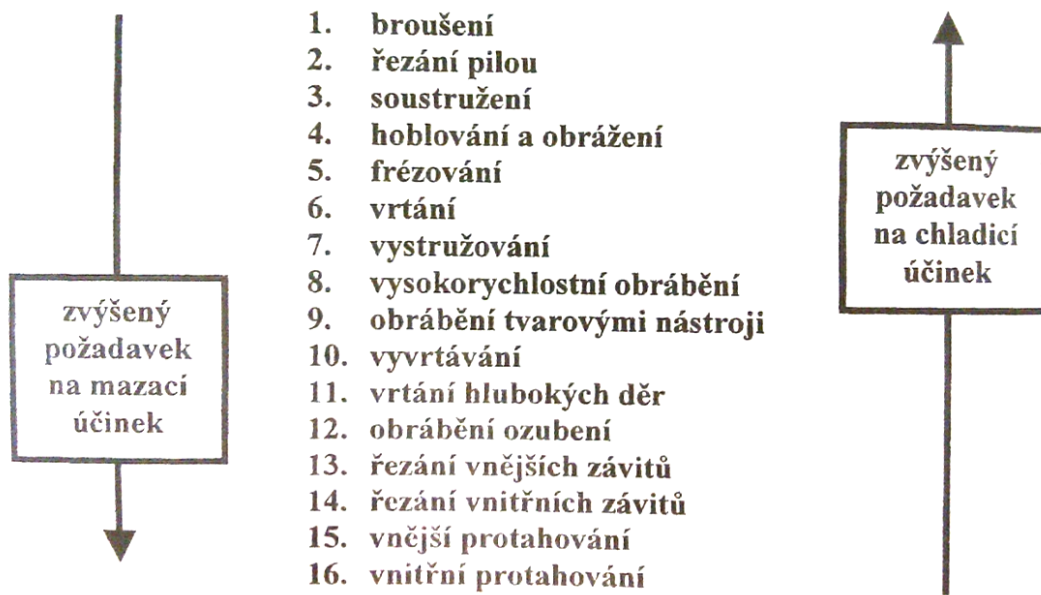 1. broušení
2. řezání pilou
3. soustružení
4. hoblování a obrážení
5. frézování
6. vrtání
7. vystružování
8. vysokorychlostní obrábění
9. obrábění tvarovými nástroji
10. vyvrtávání
11. vrtání hlubokých děr
12. obrábění ozubení
13. řezání vnějších závitů
14. řezání vnitřních závitů
15. vnější protahování
16. vnitřní protahování
zvýšený
požadavek
na mazací
účinek
zvýšený
požadavek
na chladicí
účinek